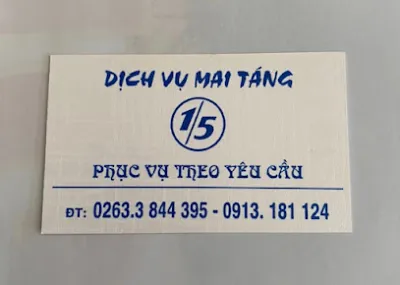 DỊCH VỤ MAI TÁNG
1/5
PHỤC VỤ THEO YÊU CẦU
ĐT: 0263.3 844 395 - 0913. 181 124